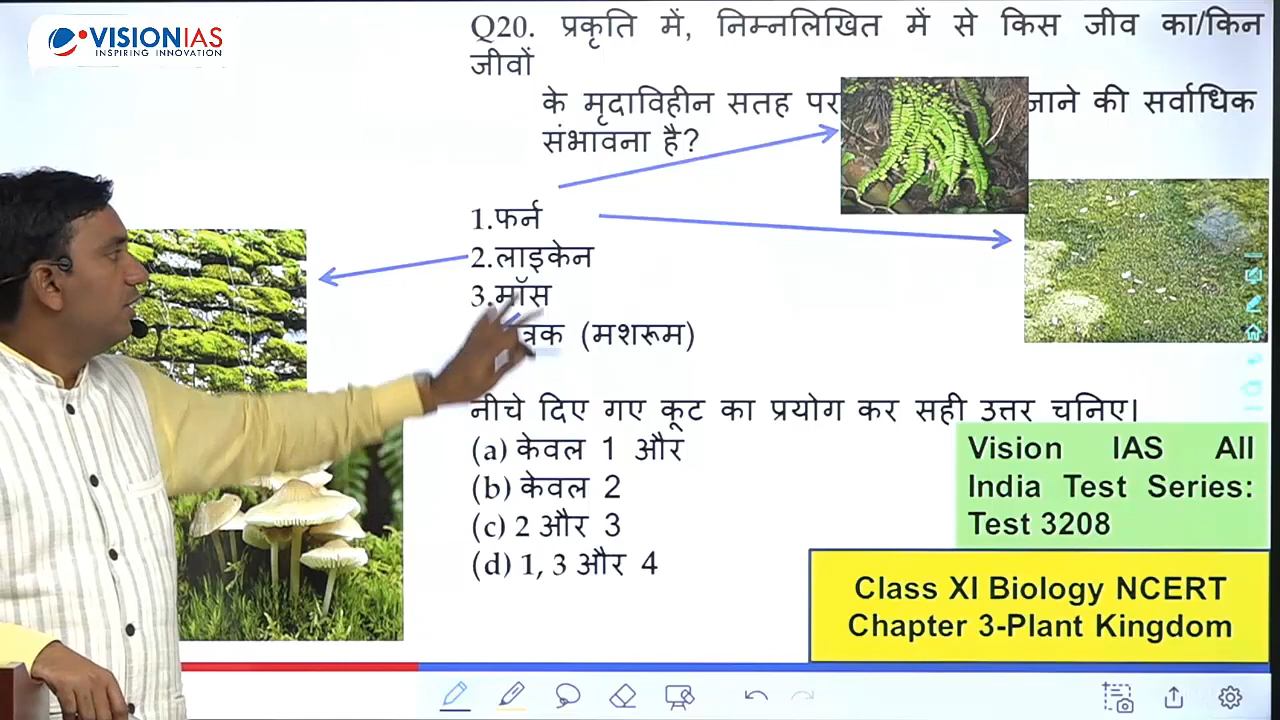 VISIONIAS
INSPIRING INNOVATION
Q20. प्रकृति में, निम्नलिखित में से किस जीव का/किन
जीवों
के मृदाविहीन सतह पर जाने की सर्वाधिक
संभावना है?
1.फर्न
2.लाइकेन
3.मॉस
(मशरूम)
नीचे दिए गए कूट का प्रयोग कर सही उत्तर चनिए।
(a) केवल 1 और
(b) केवल 2
(c) 2 और 3
(d) 1, 3 और 4
Vision IAS All
India Test Series:
Test 3208
Class XI Biology NCERT
Chapter 3-Plant Kingdom